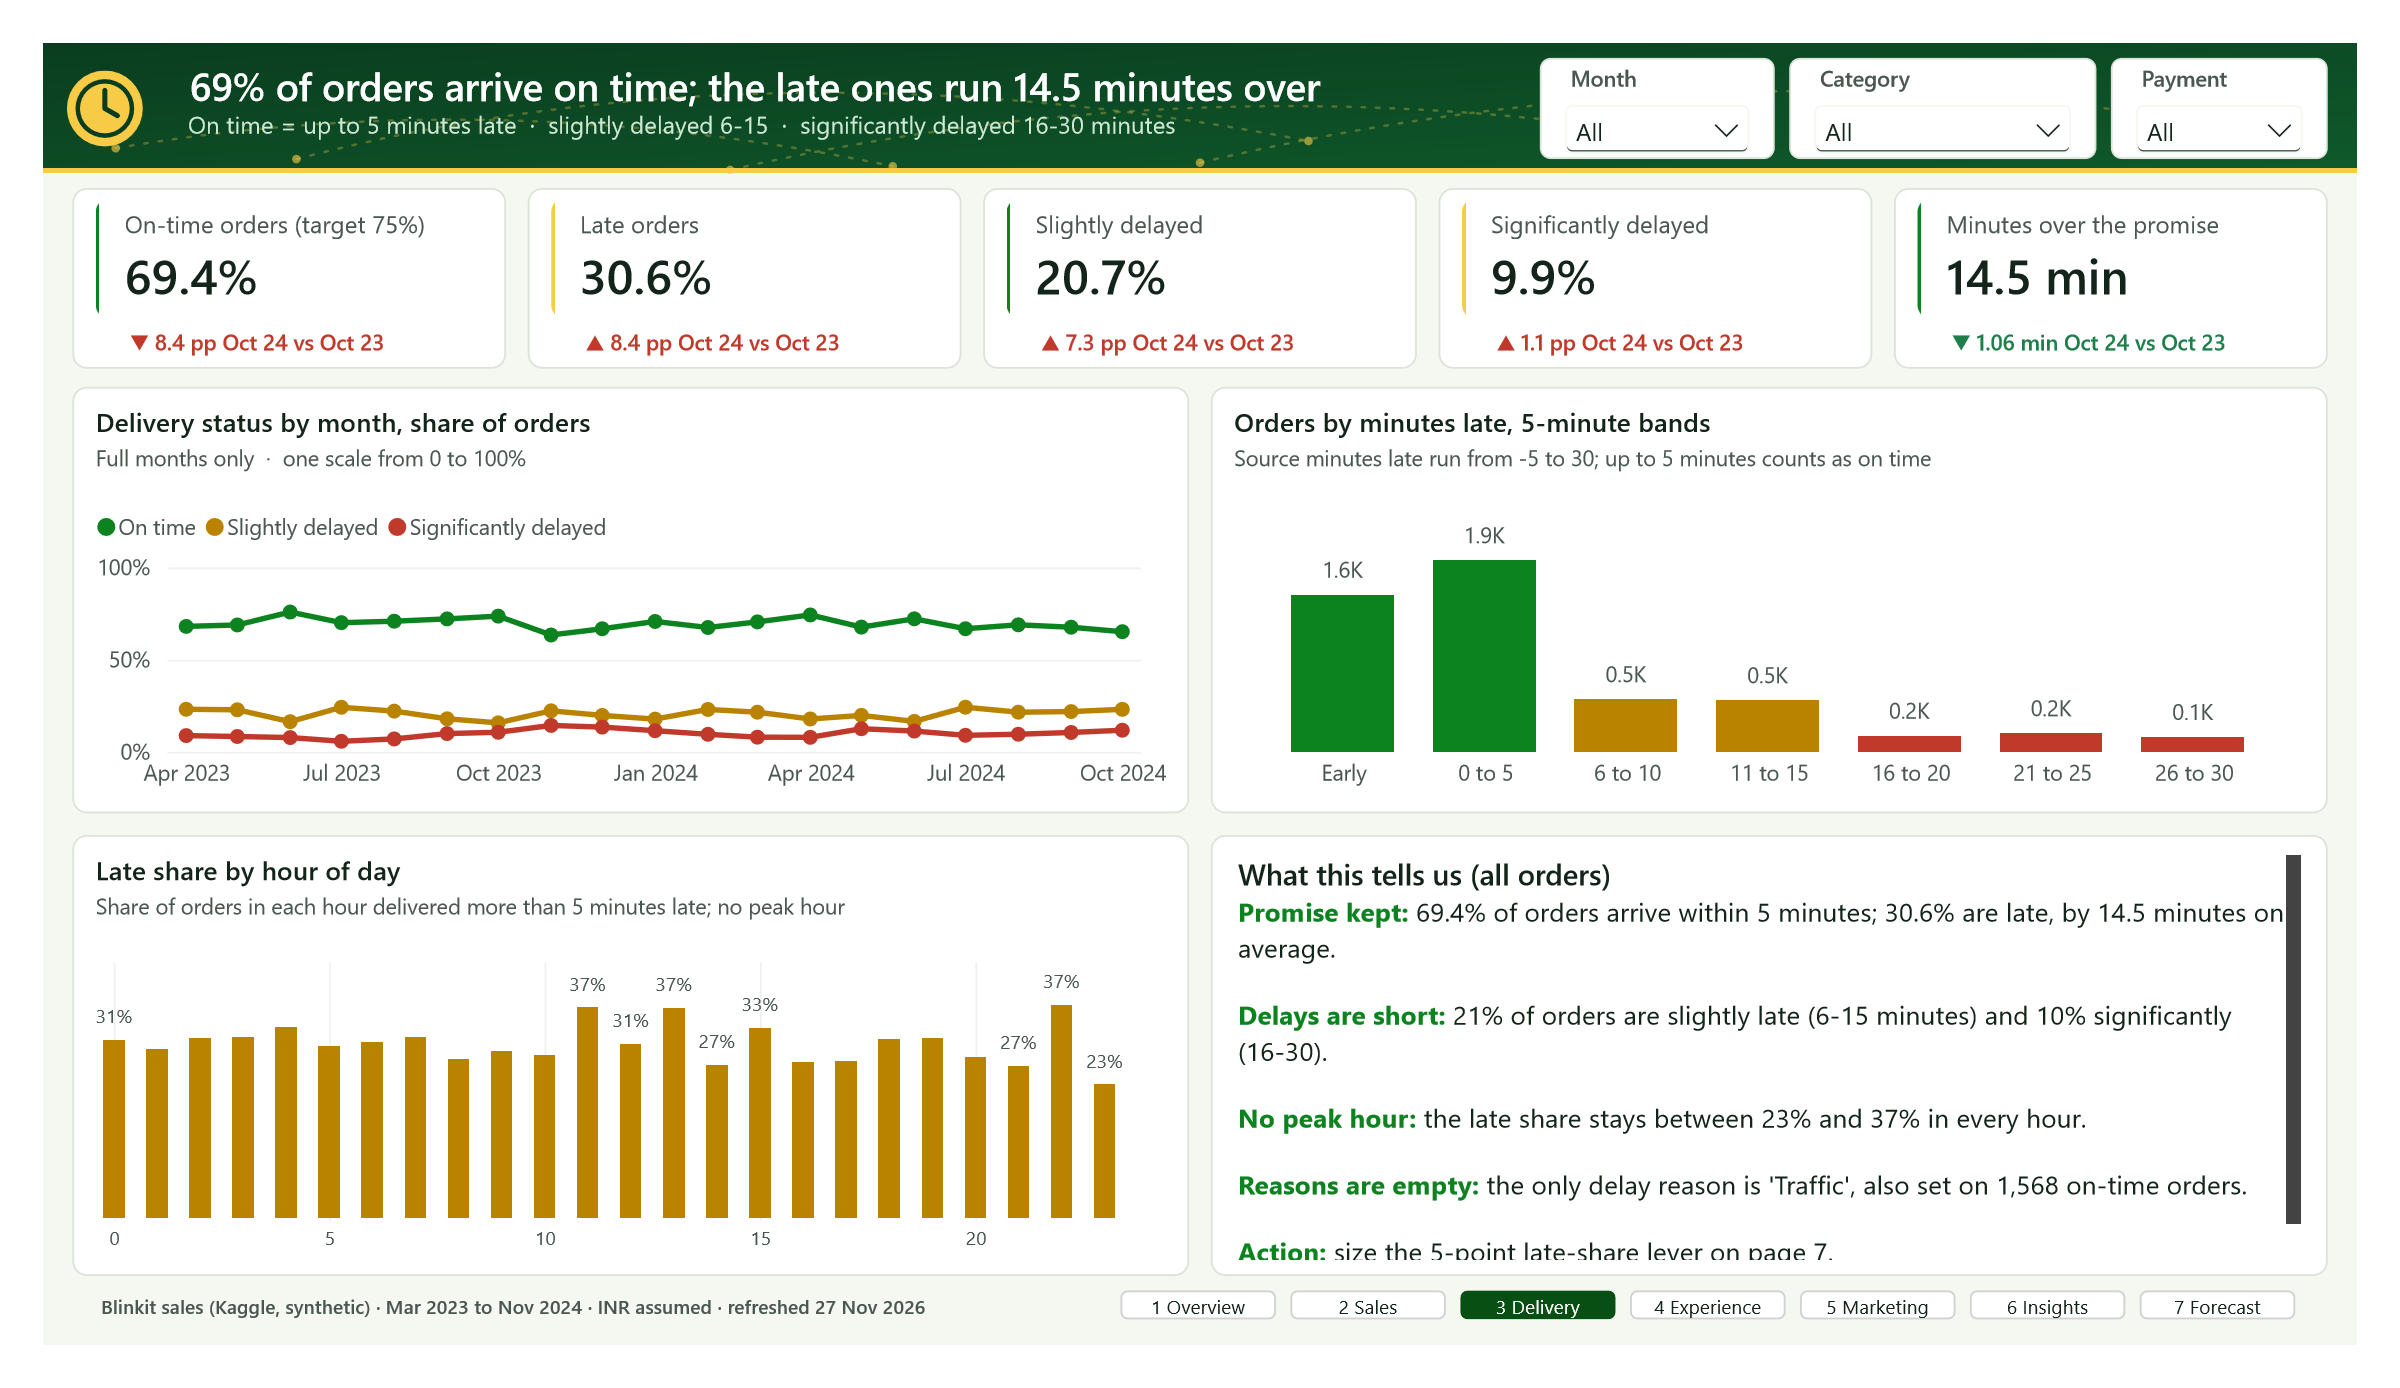 69% of orders arrive on time; the late ones run 14.5 minutes over
On time = up to 5 minutes late · slightly delayed 6-15 · significantly delayed 16-30 minutes
Month
All
Category
All
Payment
All
On-time orders (target 75%)
69.4%
▼ 8.4 pp Oct 24 vs Oct 23
Late orders
30.6%
▲ 8.4 pp Oct 24 vs Oct 23
Slightly delayed
20.7%
▲ 7.3 pp Oct 24 vs Oct 23
Significantly delayed
9.9%
▲ 1.1 pp Oct 24 vs Oct 23
Minutes over the promise
14.5 min
▼ 1.06 min Oct 24 vs Oct 23
Delivery status by month, share of orders
Full months only · one scale from 0 to 100%
On time Slightly delayed Significantly delayed
100%
50%
0%
Apr 2023 Jul 2023 Oct 2023 Jan 2024 Apr 2024 Jul 2024 Oct 2024
Orders by minutes late, 5-minute bands
Source minutes late run from -5 to 30; up to 5 minutes counts as on time
1.6K 1.9K 0.5K 0.5K 0.2K 0.2K 0.1K
Early 0 to 5 6 to 10 11 to 15 16 to 20 21 to 25 26 to 30
Late share by hour of day
Share of orders in each hour delivered more than 5 minutes late; no peak hour
31% 37% 31% 37% 27% 33% 27% 37% 23%
0 5 10 15 20
What this tells us (all orders)
Promise kept: 69.4% of orders arrive within 5 minutes; 30.6% are late, by 14.5 minutes on
average.
Delays are short: 21% of orders are slightly late (6-15 minutes) and 10% significantly
(16-30).
No peak hour: the late share stays between 23% and 37% in every hour.
Reasons are empty: the only delay reason is 'Traffic', also set on 1,568 on-time orders.
Action: size the 5-point late-share lever on page 7.
Blinkit sales (Kaggle, synthetic) · Mar 2023 to Nov 2024 · INR assumed · refreshed 27 Nov 2026
1 Overview 2 Sales 3 Delivery 4 Experience 5 Marketing 6 Insights 7 Forecast